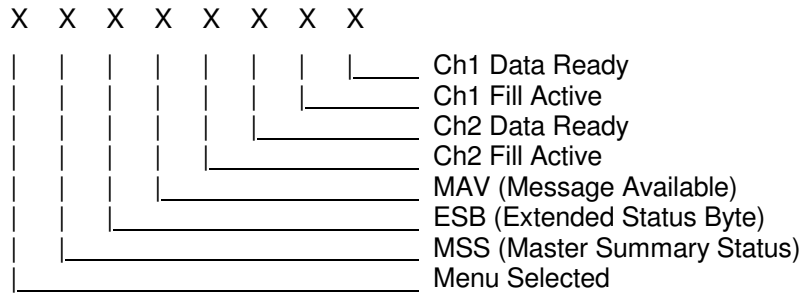 X X X X X X X X
Ch1 Data Ready
Ch1 Fill Active
Ch2 Data Ready
Ch2 Fill Active
MAV (Message Available)
ESB (Extended Status Byte)
MSS (Master Summary Status)
Menu Selected